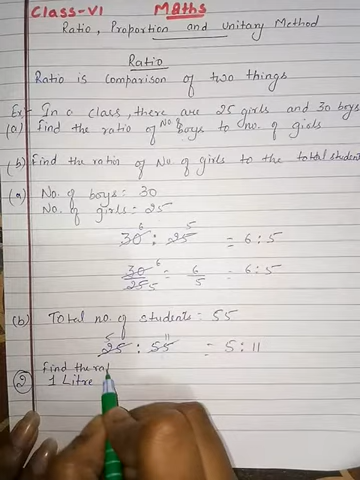 Class-VI Maths
Ratio, Proportion and Unitary Method
Ratio
Ratio is comparison of two things
Ex:- In a class, there are 25 girls and 30 boys
(a) Find the ratio of No. of boys to no. of girls
(b) Find the ratio of No. of girls to the total student
(a) No. of boys = 30
No. of girls = 25
6 5
30 : 25 = 6 : 5
30 6 / 25 5 = 6/5 = 6 : 5
(b) Total no. of students = 55
5 11
25 : 55 = 5 : 11
② Find the ra
1 Litre